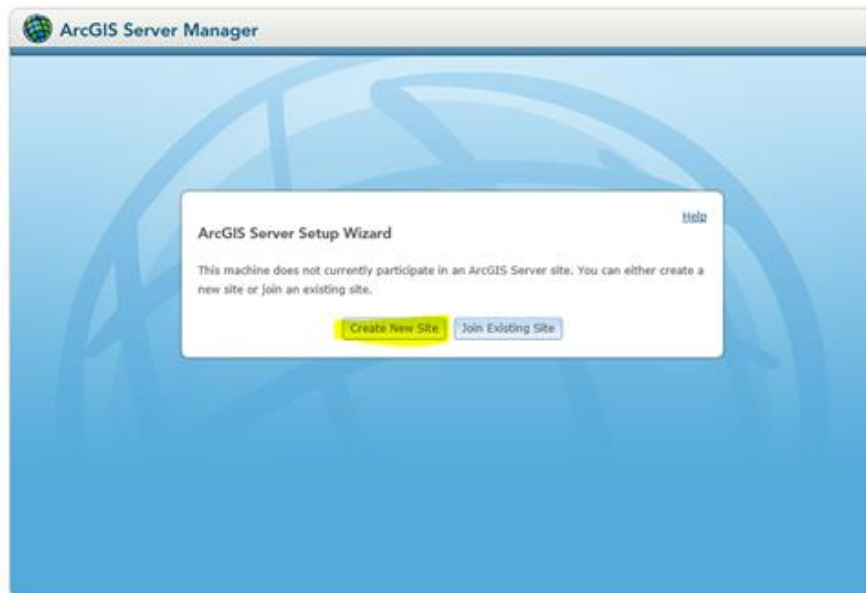 ArcGIS Server Manager
Help
ArcGIS Server Setup Wizard
This machine does not currently participate in an ArcGIS Server site. You can either create a
new site or join an existing site.
Create New Site Join Existing Site